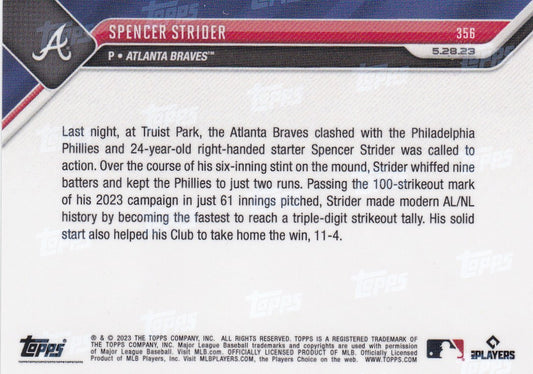 SPENCER STRIDER
356
P • ATLANTA BRAVES™
5.28.23
Last night, at Truist Park, the Atlanta Braves clashed with the Philadelphia
Phillies and 24-year-old right-handed starter Spencer Strider was called to
action. Over the course of his six-inning stint on the mound, Strider whiffed nine
batters and kept the Phillies to just two runs. Passing the 100-strikeout mark
of his 2023 campaign in just 61 innings pitched, Strider made modern AL/NL
history by becoming the fastest to reach a triple-digit strikeout tally. His solid
start also helped his Club to take home the win, 11-4.
Topps
® & © 2023 THE TOPPS COMPANY, INC. ALL RIGHTS RESERVED. TOPPS IS A REGISTERED TRADEMARK OF
THE TOPPS COMPANY, INC. Major League Baseball trademarks and copyrights are used with permission
of Major League Baseball. Visit MLB.com. OFFICIALLY LICENSED PRODUCT OF MLB. Officially Licensed
Product of MLB Players, Inc. Visit www.MLBPLAYERS.com, the Players Choice on the web. WWW.TOPPS.COM
PLAYERS